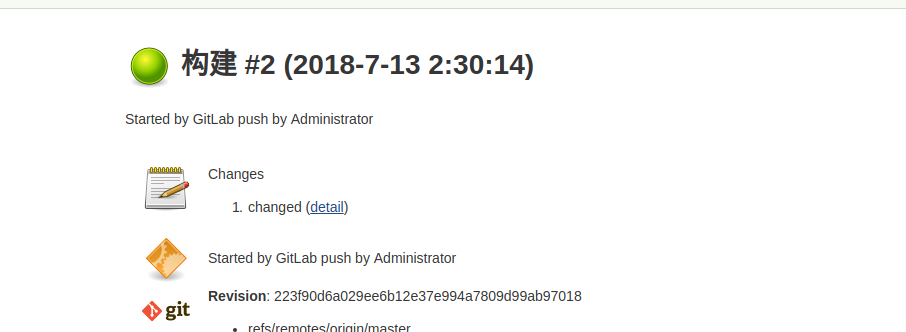 构建 #2 (2018-7-13 2:30:14)
Started by GitLab push by Administrator
Changes
1. changed (detail)
Started by GitLab push by Administrator
git
Revision: 223f90d6a029ee6b12e37e994a7809d99ab97018
• refs/remotes/origin/master